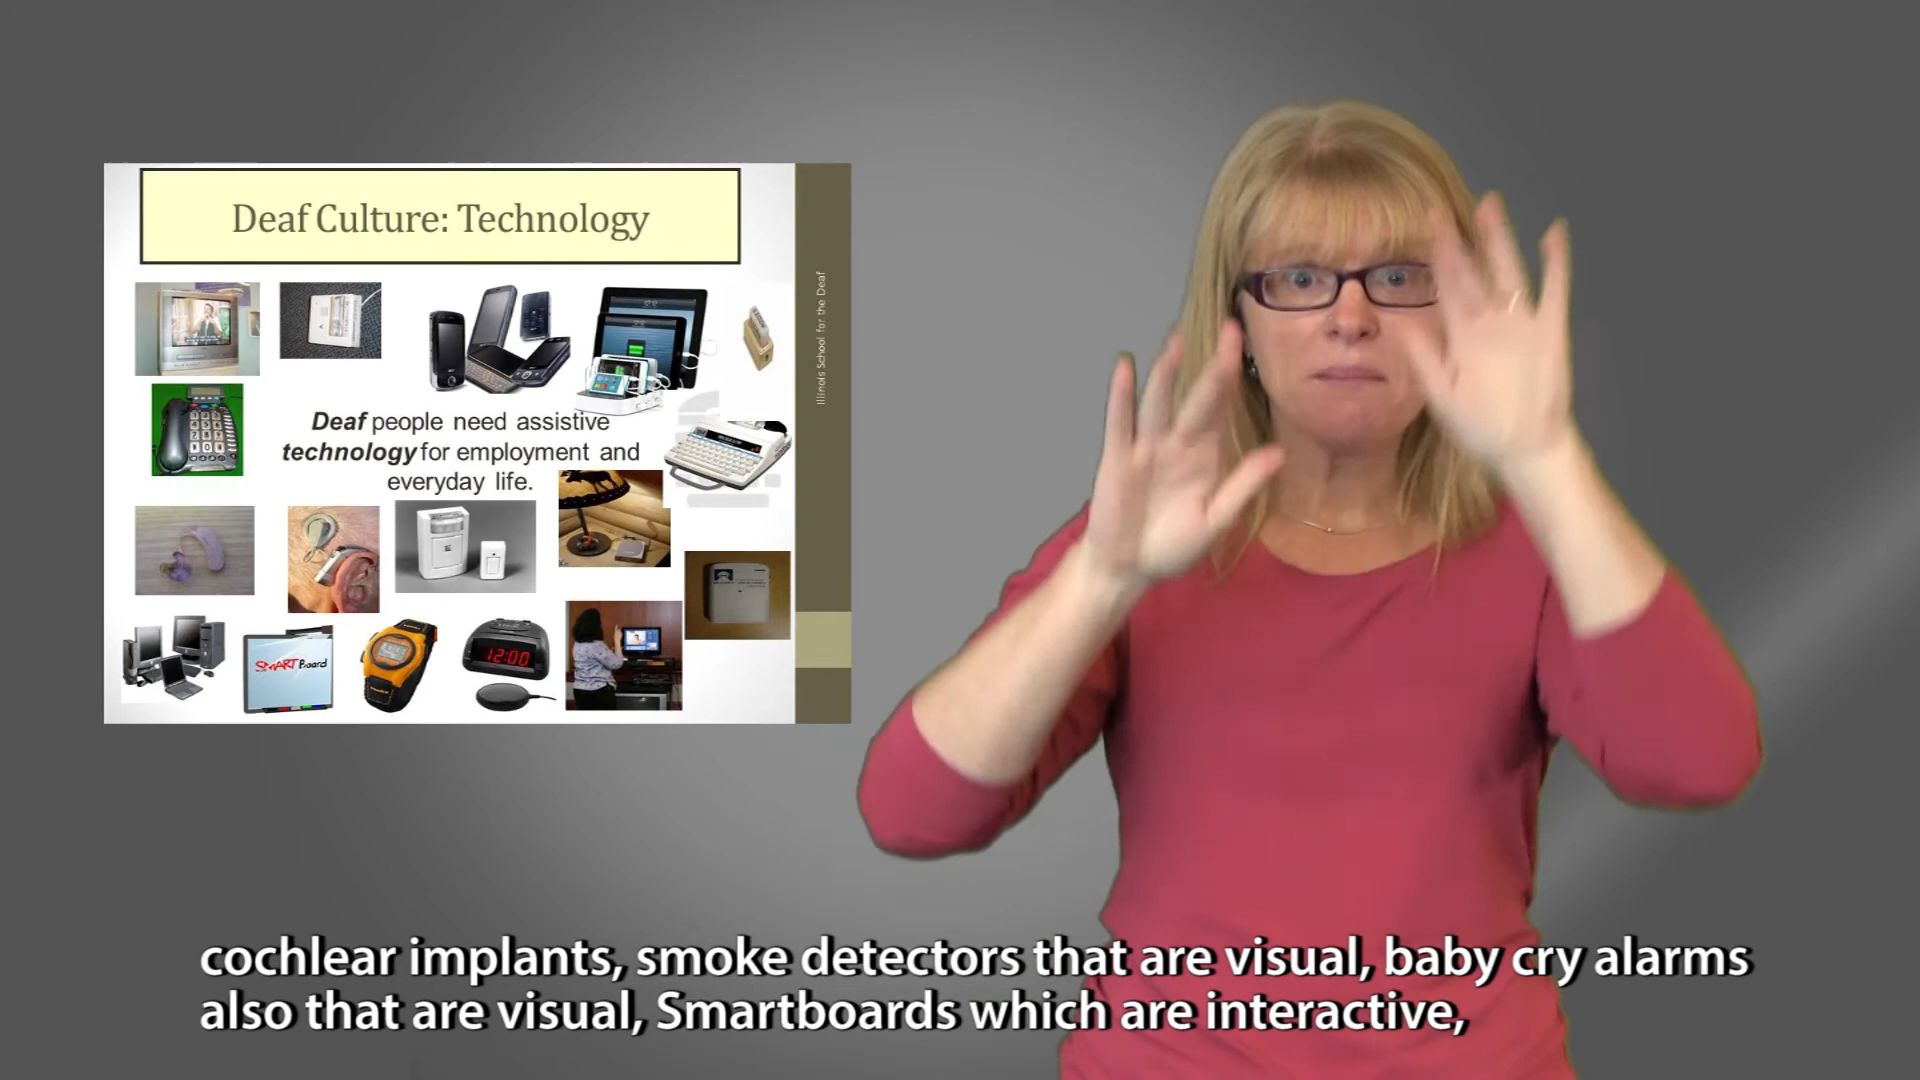 Deaf Culture: Technology
Illinois School for the Deaf
Deaf people need assistive
technology for employment and
everyday life.
SMART Board
12:00
cochlear implants, smoke detectors that are visual, baby cry alarms
also that are visual, Smartboards which are interactive,